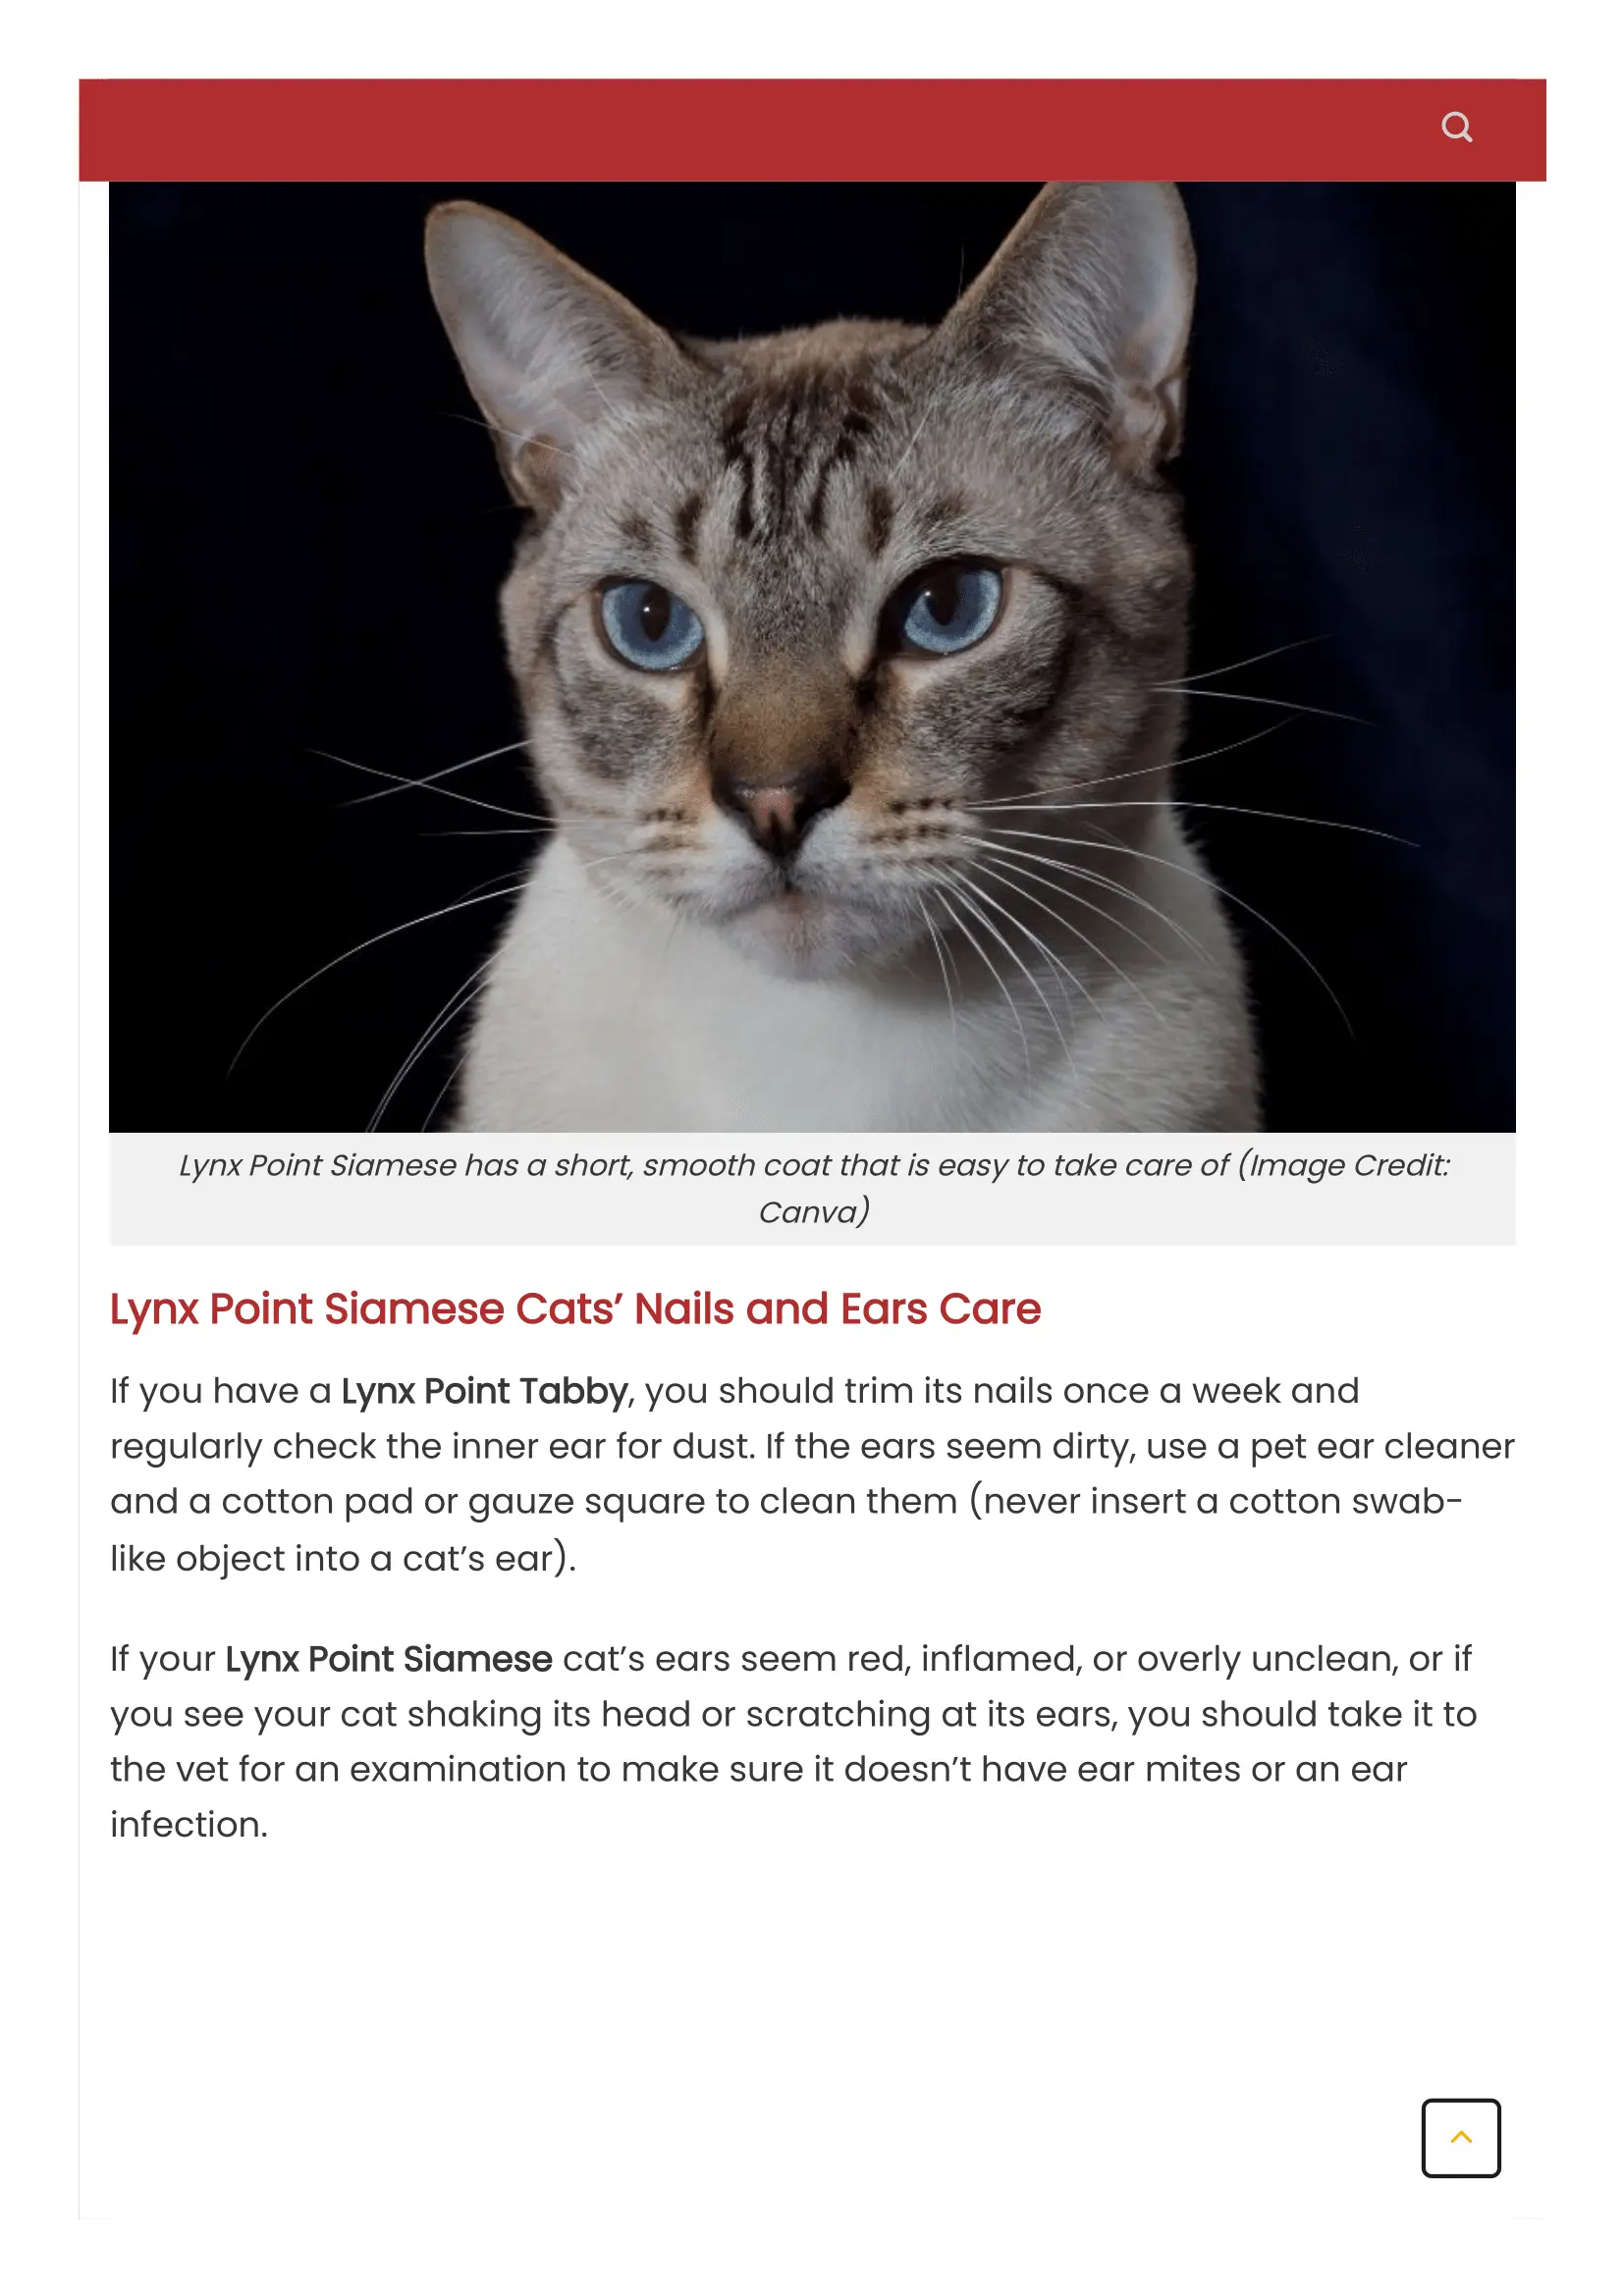 Lynx Point Siamese has a short, smooth coat that is easy to take care of (Image Credit:
Canva)
Lynx Point Siamese Cats’ Nails and Ears Care
If you have a Lynx Point Tabby, you should trim its nails once a week and
regularly check the inner ear for dust. If the ears seem dirty, use a pet ear cleaner
and a cotton pad or gauze square to clean them (never insert a cotton swab-
like object into a cat’s ear).
If your Lynx Point Siamese cat’s ears seem red, inflamed, or overly unclean, or if
you see your cat shaking its head or scratching at its ears, you should take it to
the vet for an examination to make sure it doesn’t have ear mites or an ear
infection.